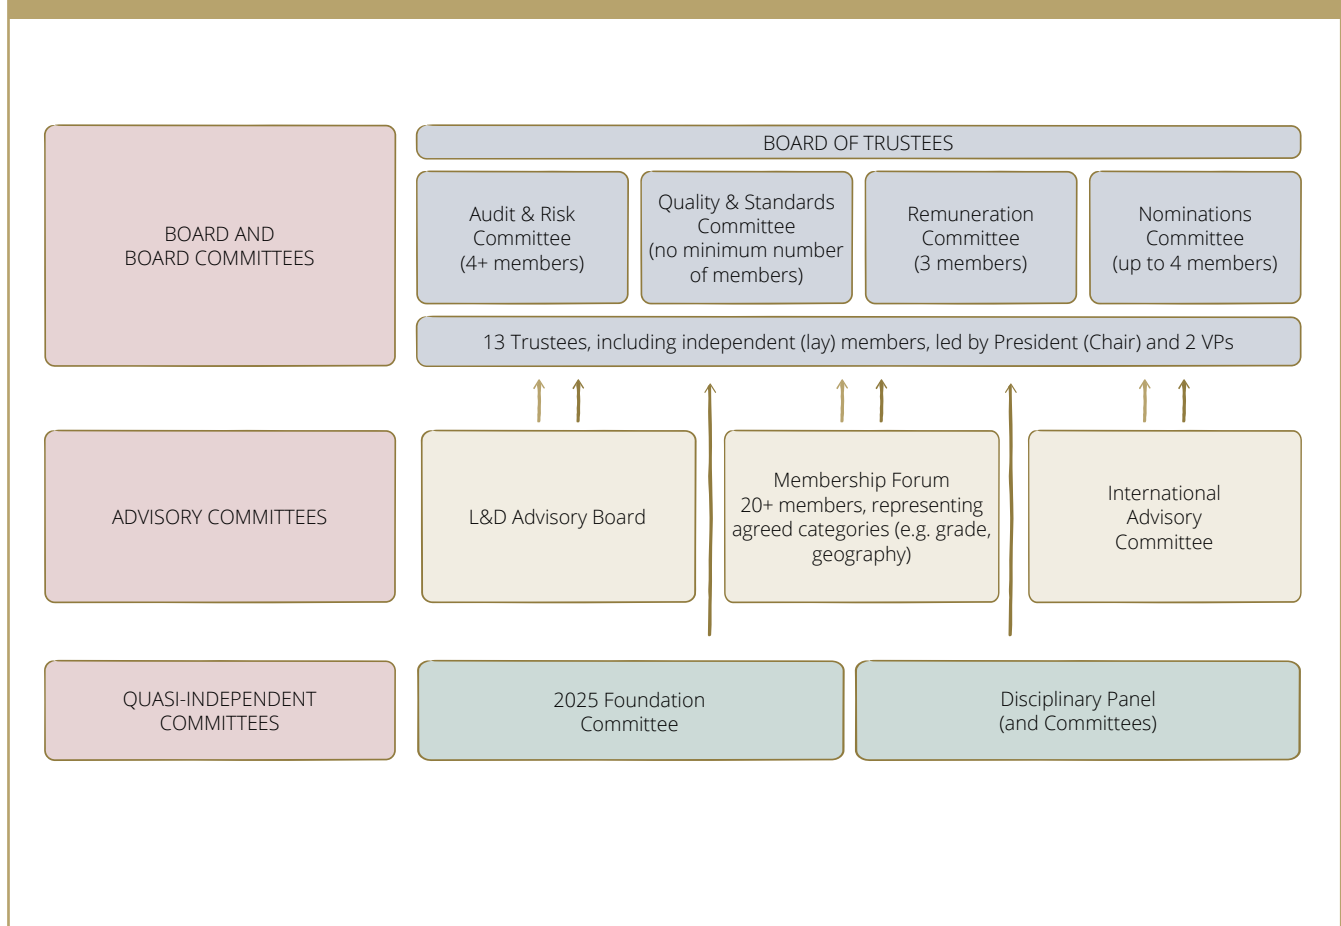 BOARD AND
BOARD COMMITTEES
BOARD OF TRUSTEES
Audit & Risk
Committee
(4+ members)
Quality & Standards
Committee
(no minimum number
of members)
Remuneration
Committee
(3 members)
Nominations
Committee
(up to 4 members)
13 Trustees, including independent (lay) members, led by President (Chair) and 2 VPs
ADVISORY COMMITTEES
L&D Advisory Board
Membership Forum
20+ members, representing
agreed categories (e.g. grade,
geography)
International
Advisory
Committee
QUASI-INDEPENDENT
COMMITTEES
2025 Foundation
Committee
Disciplinary Panel
(and Committees)